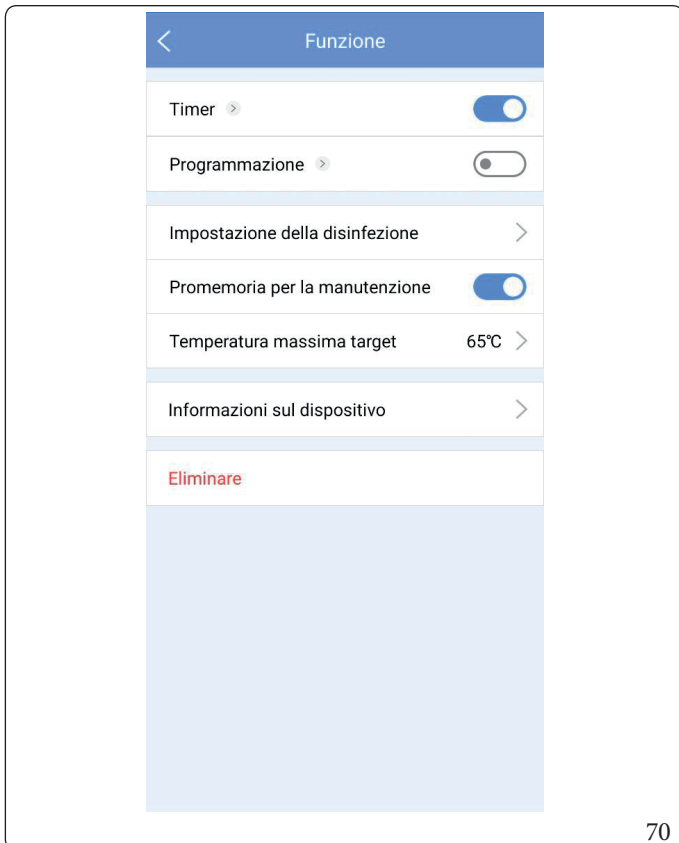 Funzione
Timer
Programmazione
Impostazione della disinfezione
Promemoria per la manutenzione
Temperatura massima target 65℃
Informazioni sul dispositivo
Eliminare
70